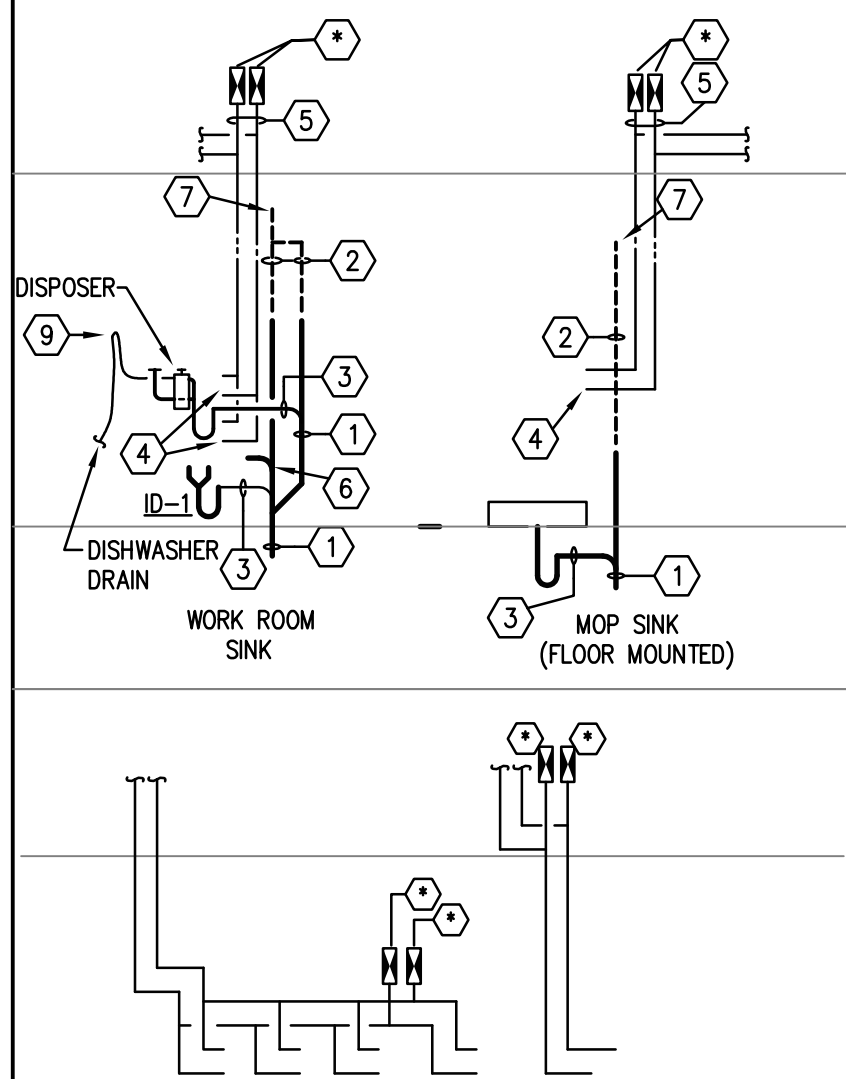 *
*
5
5
7
7
2
DISPOSER
9
2
3
4
1
4
6
ID-1
DISHWASHER
DRAIN
3
1
1
3
WORK ROOM
SINK
MOP SINK
(FLOOR MOUNTED)
*
*
*
*